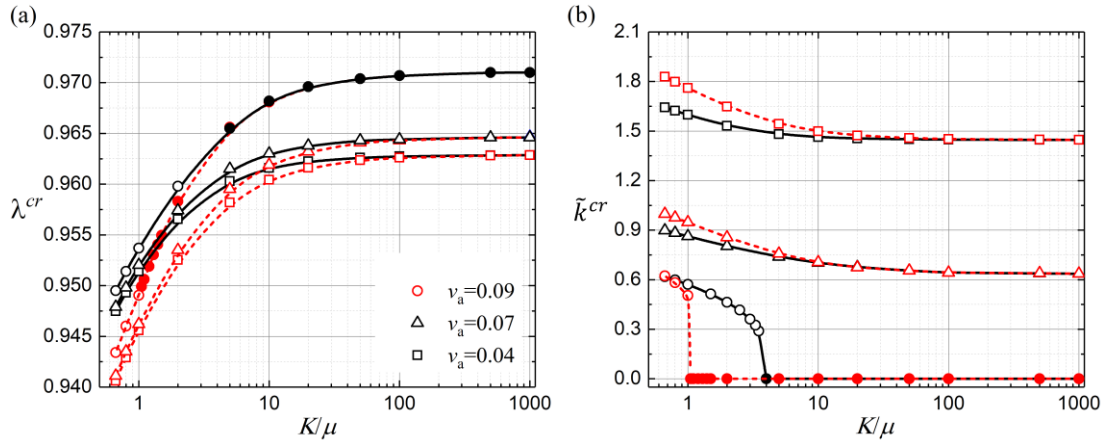 (a)
0.975
0.970
0.965
0.960
0.955
0.950
0.945
0.940
λ^cr
1 10 100 1000
K/μ
v_a=0.09
v_a=0.07
v_a=0.04
(b)
2.1
1.8
1.5
1.2
0.9
0.6
0.3
0.0
k̃^cr
1 10 100 1000
K/μ